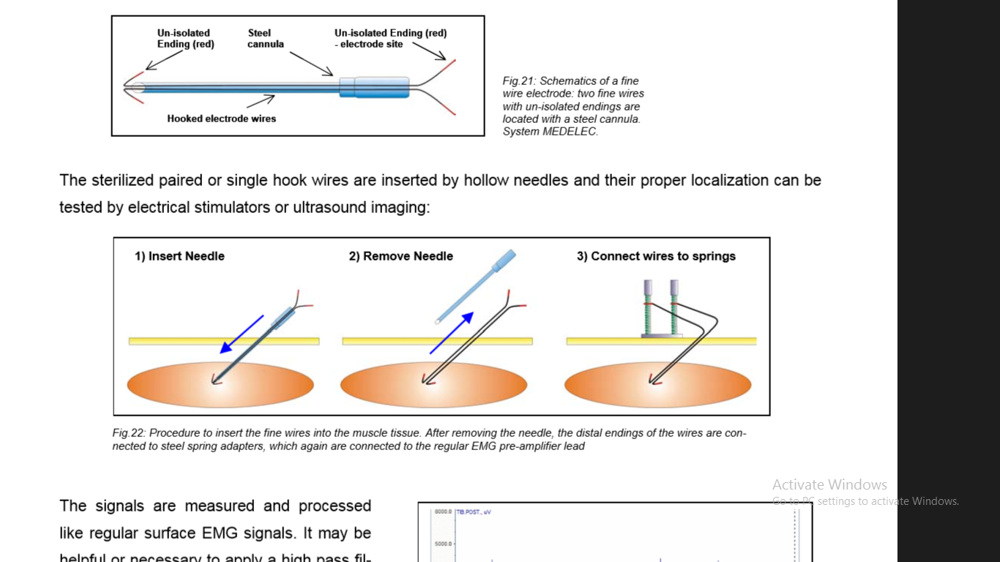 Un-isolated
Ending (red)
Steel
cannula
Un-isolated Ending (red)
- electrode site
Hooked electrode wires
Fig.21: Schematics of a fine
wire electrode: two fine wires
with un-isolated endings are
located with a steel cannula.
System MEDELEC.
The sterilized paired or single hook wires are inserted by hollow needles and their proper localization can be
tested by electrical stimulators or ultrasound imaging:
1) Insert Needle
2) Remove Needle
3) Connect wires to springs
Fig.22: Procedure to insert the fine wires into the muscle tissue. After removing the needle, the distal endings of the wires are con-
nected to steel spring adapters, which again are connected to the regular EMG pre-amplifier lead
The signals are measured and processed
like regular surface EMG signals. It may be
helpful or necessary to apply a high pass fil-
6000.0 TIB.POST., uV
5000.0
Activate Windows
Go to PC settings to activate Windows.